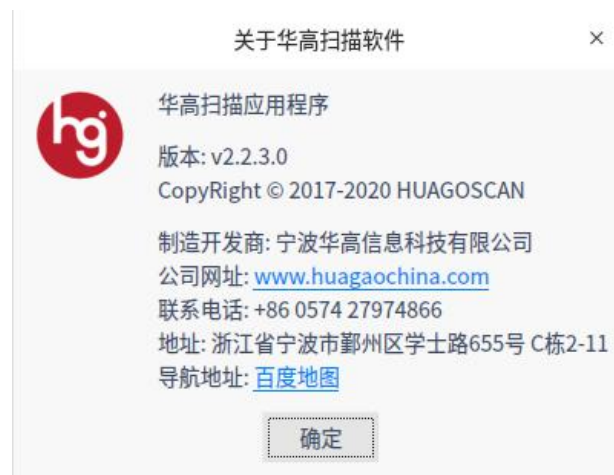 关于华高扫描软件 ×
hg
华高扫描应用程序
版本: v2.2.3.0
CopyRight © 2017-2020 HUAGOSCAN
制造开发商: 宁波华高信息科技有限公司
公司网址: www.huagaochina.com
联系电话: +86 0574 27974866
地址: 浙江省宁波市鄞州区学士路655号 C栋2-11
导航地址: 百度地图
确定